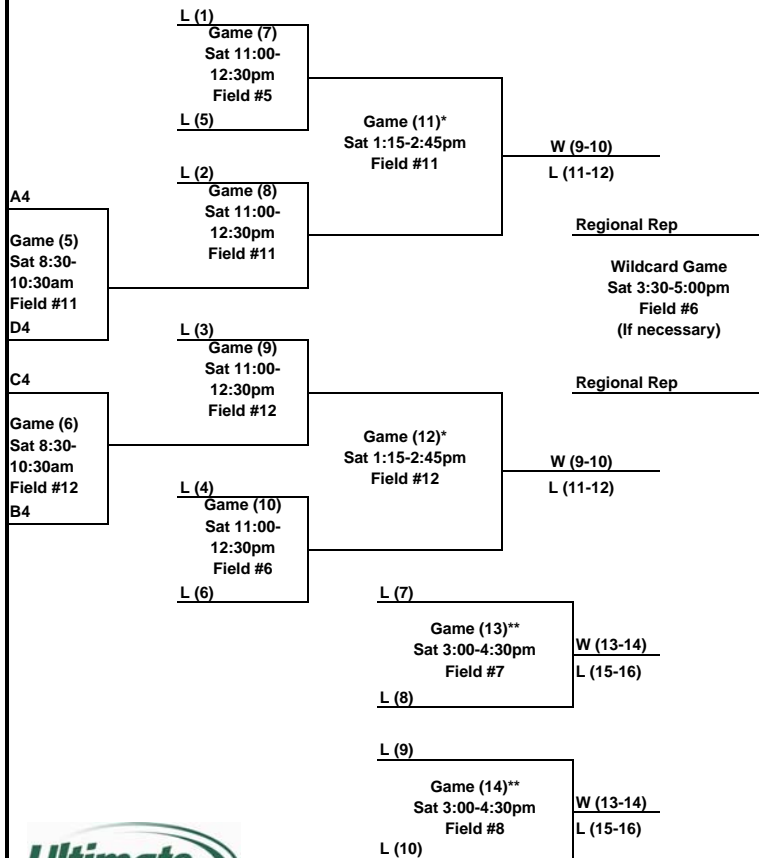 L (1)
Game (7)
Sat 11:00-
12:30pm
Field #5
L (5)
Game (11)*
Sat 1:15-2:45pm
Field #11
W (9-10)
L (11-12)
L (2)
Game (8)
Sat 11:00-
12:30pm
Field #11
A4
Game (5)
Sat 8:30-
10:30am
Field #11
D4
Regional Rep
Wildcard Game
Sat 3:30-5:00pm
Field #6
(If necessary)
Regional Rep
L (3)
Game (9)
Sat 11:00-
12:30pm
Field #12
C4
Game (6)
Sat 8:30-
10:30am
Field #12
B4
Game (12)*
Sat 1:15-2:45pm
Field #12
W (9-10)
L (11-12)
L (4)
Game (10)
Sat 11:00-
12:30pm
Field #6
L (6)
L (7)
Game (13)**
Sat 3:00-4:30pm
Field #7
W (13-14)
L (15-16)
L (8)
L (9)
Game (14)**
Sat 3:00-4:30pm
Field #8
W (13-14)
L (15-16)
L (10)
Ultimate